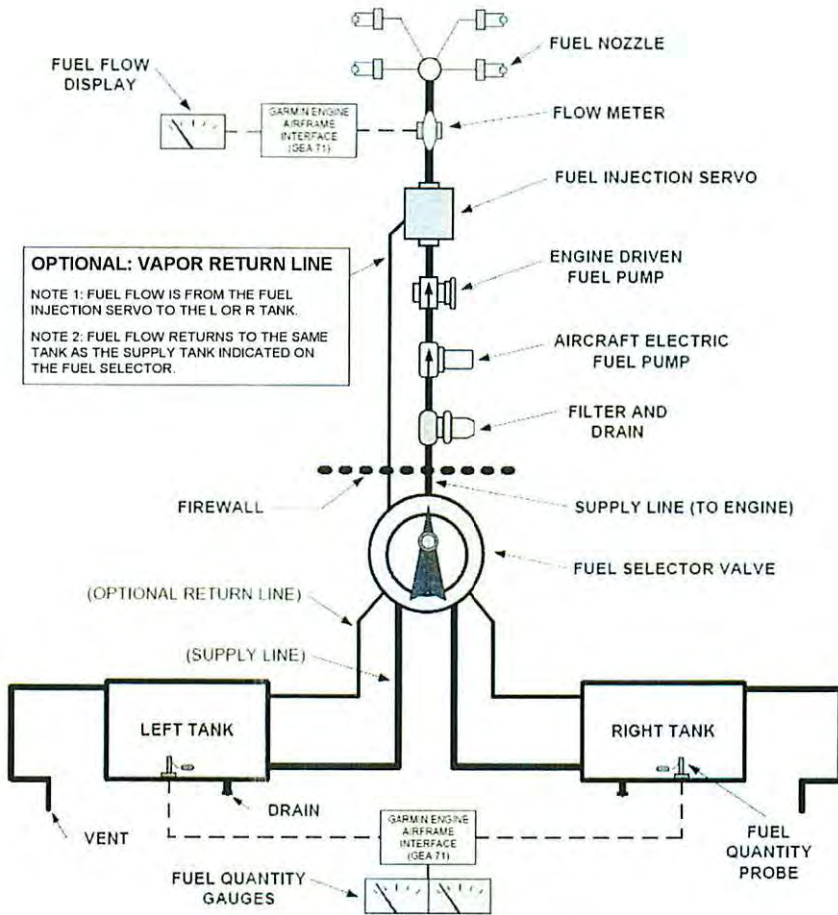 FUEL NOZZLE
FUEL FLOW
DISPLAY
GARMIN ENGINE
AIRFRAME
INTERFACE
(GEA 71)
FLOW METER
FUEL INJECTION SERVO
OPTIONAL: VAPOR RETURN LINE
NOTE 1: FUEL FLOW IS FROM THE FUEL
INJECTION SERVO TO THE L OR R TANK.
NOTE 2: FUEL FLOW RETURNS TO THE SAME
TANK AS THE SUPPLY TANK INDICATED ON
THE FUEL SELECTOR.
ENGINE DRIVEN
FUEL PUMP
AIRCRAFT ELECTRIC
FUEL PUMP
FILTER AND
DRAIN
FIREWALL
SUPPLY LINE (TO ENGINE)
FUEL SELECTOR VALVE
(OPTIONAL RETURN LINE)
(SUPPLY LINE)
LEFT TANK
RIGHT TANK
DRAIN
VENT
GARMIN ENGINE
AIRFRAME
INTERFACE
(GEA 71)
FUEL
QUANTITY
PROBE
FUEL QUANTITY
GAUGES